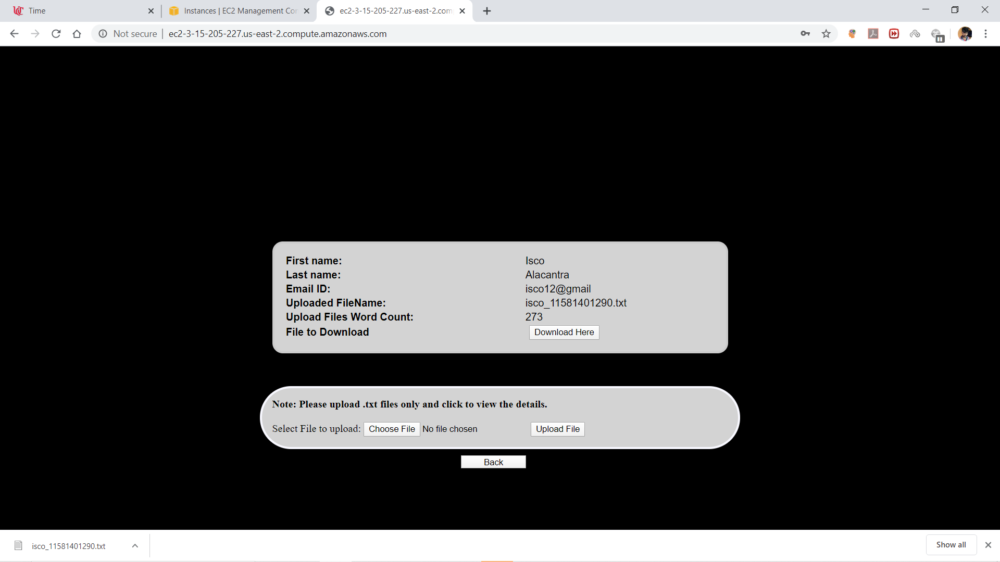 Time
Instances | EC2 Management Con
ec2-3-15-205-227.us-east-2.com
Not secure | ec2-3-15-205-227.us-east-2.compute.amazonaws.com
First name: Isco
Last name: Alacantra
Email ID: isco12@gmail
Uploaded FileName: isco_11581401290.txt
Upload Files Word Count: 273
File to Download Download Here
Note: Please upload .txt files only and click to view the details.
Select File to upload: Choose File No file chosen Upload File
Back
isco_11581401290.txt
Show all